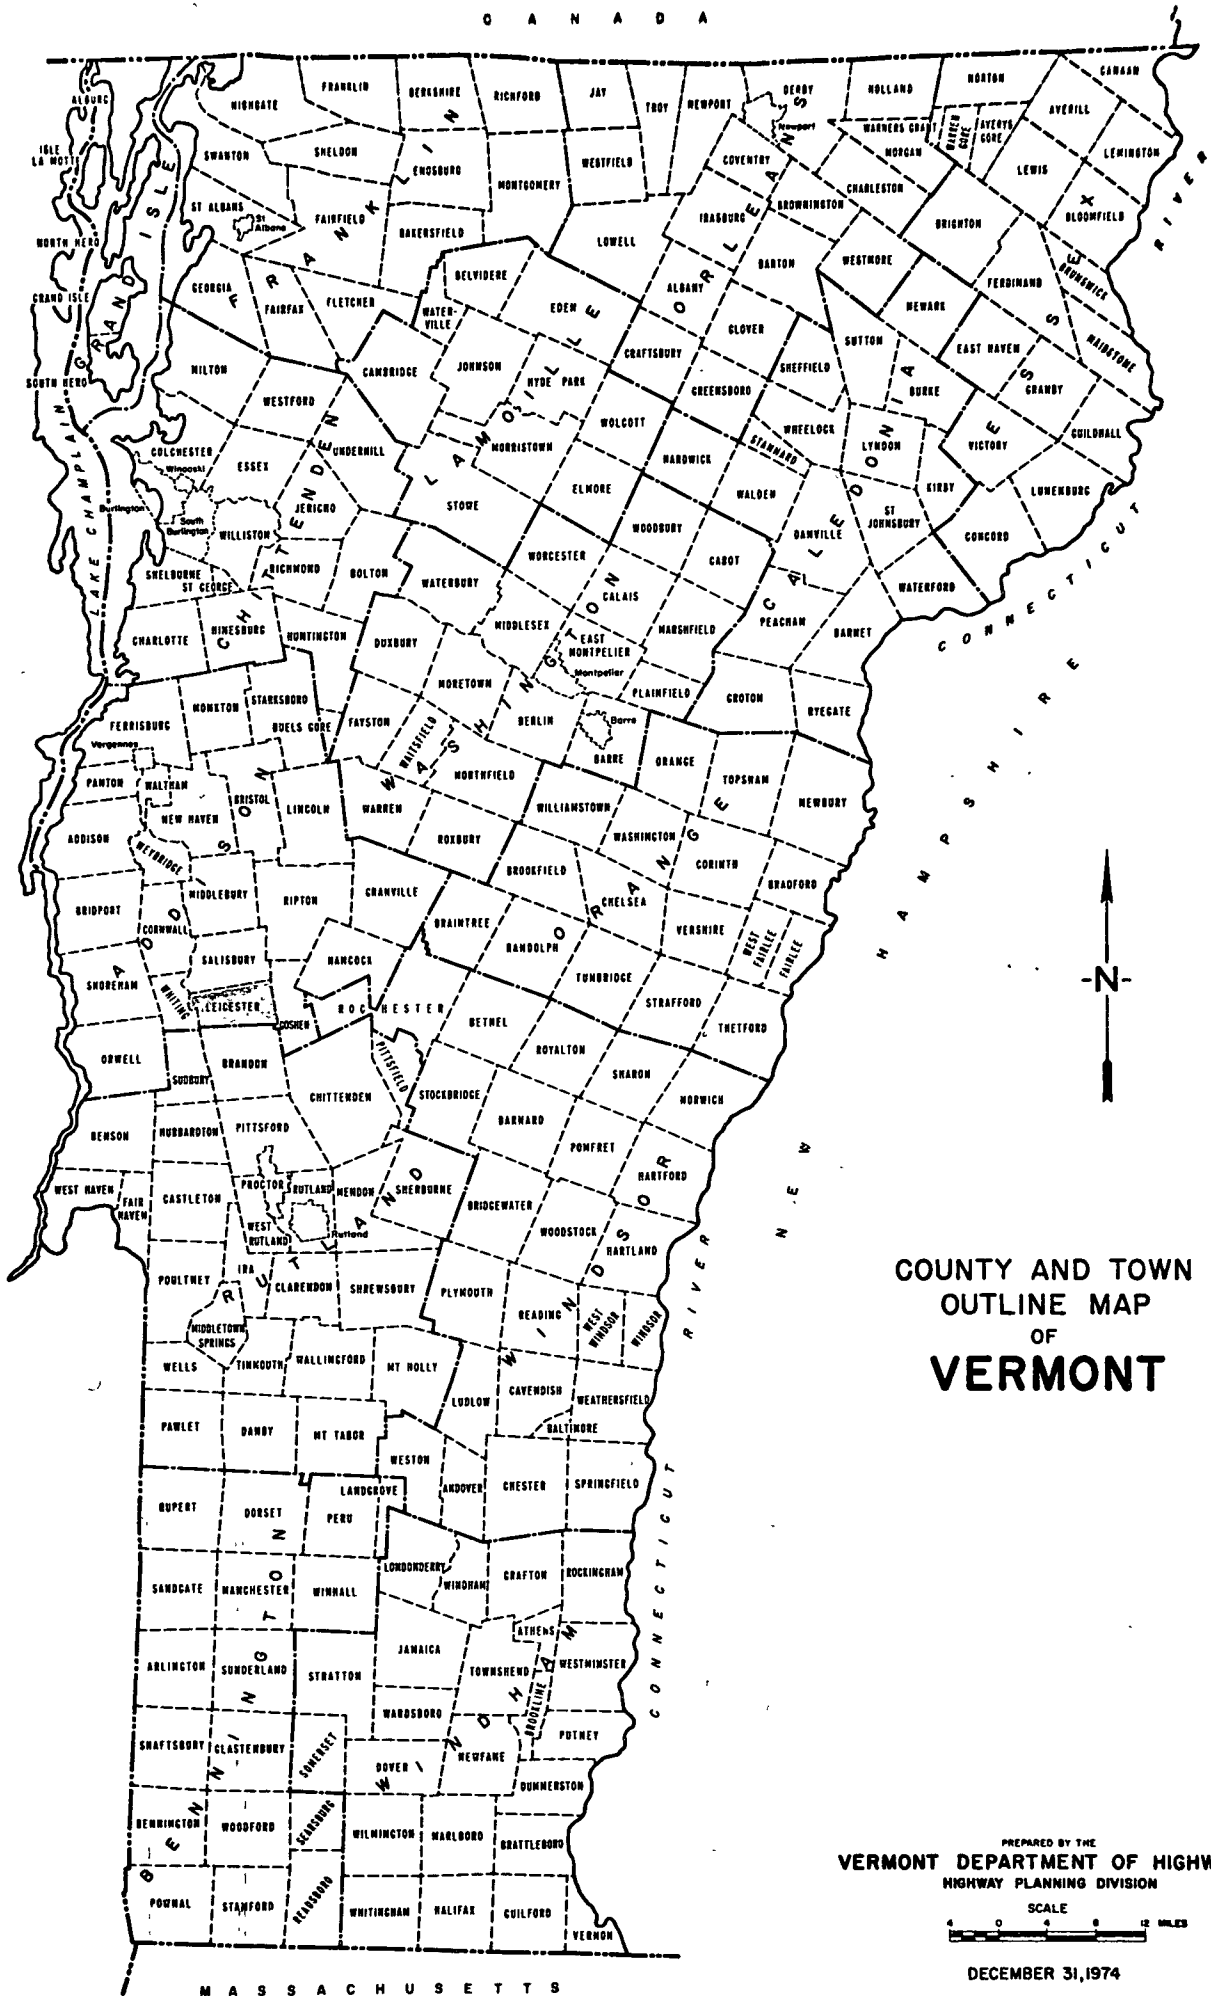 CANADA
ALBURG
HIGHGATE
FRANKLIN
BERKSHIRE
RICHFORD
JAY
TROY
NEWPORT
DERBY
Newport
HOLLAND
NORTON
CANAAN
AVERILL
WARNERS GRANT
WARREN GORE
AVERYS GORE
LEMINGTON
LEWIS
MORGAN
ISLE
LA MOTTE
SWANTON
SHELDON
ENOSBURG
MONTGOMERY
WESTFIELD
COVENTRY
CHARLESTON
BROWNINGTON
BRIGHTON
BLOOMFIELD
ST ALBANS
St
Albans
FAIRFIELD
BAKERSFIELD
LOWELL
IRASBURG
NORTH HERO
GRAND ISLE
SOUTH HERO
GRAND ISLE
FRANKLIN
ORLEANS
ESSEX
GEORGIA
FAIRFAX
FLETCHER
BELVIDERE
WATER-
VILLE
EDEN
ALBANY
BARTON
WESTMORE
NEWARK
FERDINAND
BRUNSWICK
MAIDSTONE
MILTON
WESTFORD
CAMBRIDGE
JOHNSON
HYDE PARK
CRAFTSBURY
GLOVER
GREENSBORO
SHEFFIELD
SUTTON
BURKE
EAST HAVEN
GRANBY
GUILDHALL
COLCHESTER
Winooski
ESSEX
UNDERHILL
MORRISTOWN
WOLCOTT
HARDWICK
STANNARD
WHEELOCK
LYNDON
VICTORY
KIRBY
LUNENBURG
LAMOILLE
CHITTENDEN
CALEDONIA
LAKE CHAMPLAIN
Burlington
South
Burlington
WILLISTON
JERICHO
STOWE
ELMORE
WOODBURY
WALDEN
DANVILLE
ST
JOHNSBURY
CONCORD
SHELBURNE
ST GEORGE
RICHMOND
BOLTON
WATERBURY
WORCESTER
CABOT
WATERFORD
CHARLOTTE
HINESBURG
HUNTINGTON
DUXBURY
MIDDLESEX
CALAIS
EAST
MONTPELIER
Montpelier
MARSHFIELD
PEACHAM
BARNET
WASHINGTON
FERRISBURG
MONKTON
STARKSBORO
BUELS GORE
FAYSTON
MORETOWN
WAITSFIELD
BERLIN
Barre
BARRE
PLAINFIELD
GROTON
RYEGATE
Vergennes
PANTON
WALTHAM
NEW HAVEN
BRISTOL
LINCOLN
WARREN
NORTHFIELD
WILLIAMSTOWN
ORANGE
TOPSHAM
NEWBURY
ADDISON
WEYBRIDGE
ROXBURY
BROOKFIELD
WASHINGTON
CORINTH
BRADFORD
BRIDPORT
MIDDLEBURY
RIPTON
GRANVILLE
BRAINTREE
RANDOLPH
CHELSEA
VERSHIRE
WEST
FAIRLEE
FAIRLEE
ADDISON
ORANGE
CORNWALL
SALISBURY
HANCOCK
TUNBRIDGE
STRAFFORD
SHOREHAM
WHITING
LEICESTER
GOSHEN
ROCHESTER
BETHEL
THETFORD
ORWELL
SUDBURY
BRANDON
CHITTENDEN
PITTSFIELD
STOCKBRIDGE
ROYALTON
SHARON
NORWICH
BENSON
HUBBARDTON
PITTSFORD
BARNARD
POMFRET
HARTFORD
WEST HAVEN
FAIR
HAVEN
CASTLETON
PROCTOR
RUTLAND
MENDON
SHERBURNE
BRIDGEWATER
WOODSTOCK
HARTLAND
WEST
RUTLAND
Rutland
RUTLAND
WINDSOR
POULTNEY
IRA
CLARENDON
SHREWSBURY
PLYMOUTH
READING
WEST
WINDSOR
WINDSOR
MIDDLETOWN
SPRINGS
WELLS
TINMOUTH
WALLINGFORD
MT HOLLY
LUDLOW
CAVENDISH
WEATHERSFIELD
BALTIMORE
PAWLET
DANBY
MT TABOR
WESTON
ANDOVER
CHESTER
SPRINGFIELD
RUPERT
DORSET
PERU
LANDGROVE
SANDGATE
MANCHESTER
WINHALL
LONDONDERRY
WINDHAM
GRAFTON
ROCKINGHAM
ATHENS
ARLINGTON
SUNDERLAND
STRATTON
JAMAICA
TOWNSHEND
BROOKLINE
WESTMINSTER
WARDSBORO
PUTNEY
SHAFTSBURY
GLASTENBURY
SOMERSET
DOVER
NEWFANE
DUMMERSTON
BENNINGTON
WINDHAM
BENNINGTON
WOODFORD
SEARSBURG
WILMINGTON
MARLBORO
BRATTLEBORO
POWNAL
STAMFORD
READSBORO
WHITINGHAM
HALIFAX
GUILFORD
VERNON
MASSACHUSETTS
CONNECTICUT RIVER
NEW HAMPSHIRE
CONNECTICUT RIVER
-N-
COUNTY AND TOWN
OUTLINE MAP
OF
VERMONT
PREPARED BY THE
VERMONT DEPARTMENT OF HIGHW
HIGHWAY PLANNING DIVISION
SCALE
4 0 4 8 12 MILES
DECEMBER 31, 1974